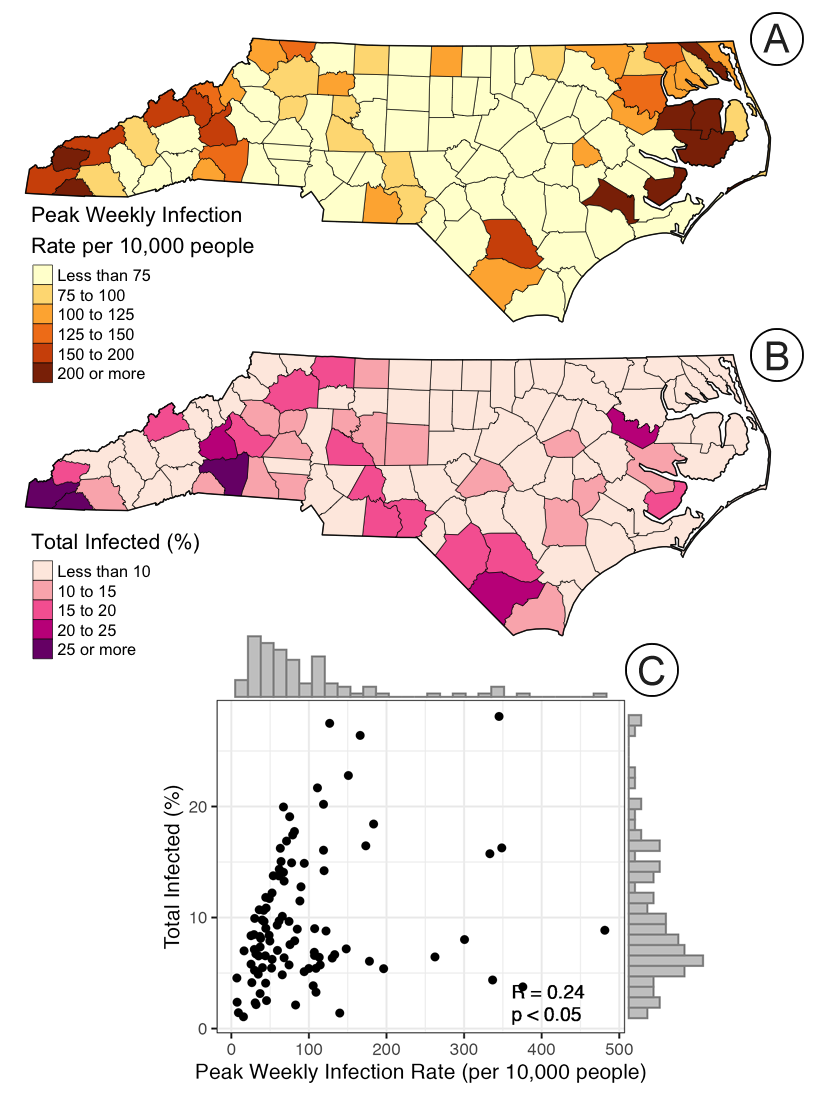 A
Peak Weekly Infection
Rate per 10,000 people
Less than 75
75 to 100
100 to 125
125 to 150
150 to 200
200 or more
B
Total Infected (%)
Less than 10
10 to 15
15 to 20
20 to 25
25 or more
C
Total Infected (%)
20
10
0
R = 0.24
p < 0.05
0 100 200 300 400 500
Peak Weekly Infection Rate (per 10,000 people)